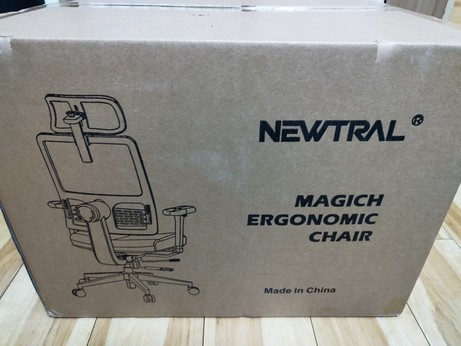 NEWTRAL ®
MAGICH
ERGONOMIC
CHAIR
Made in China